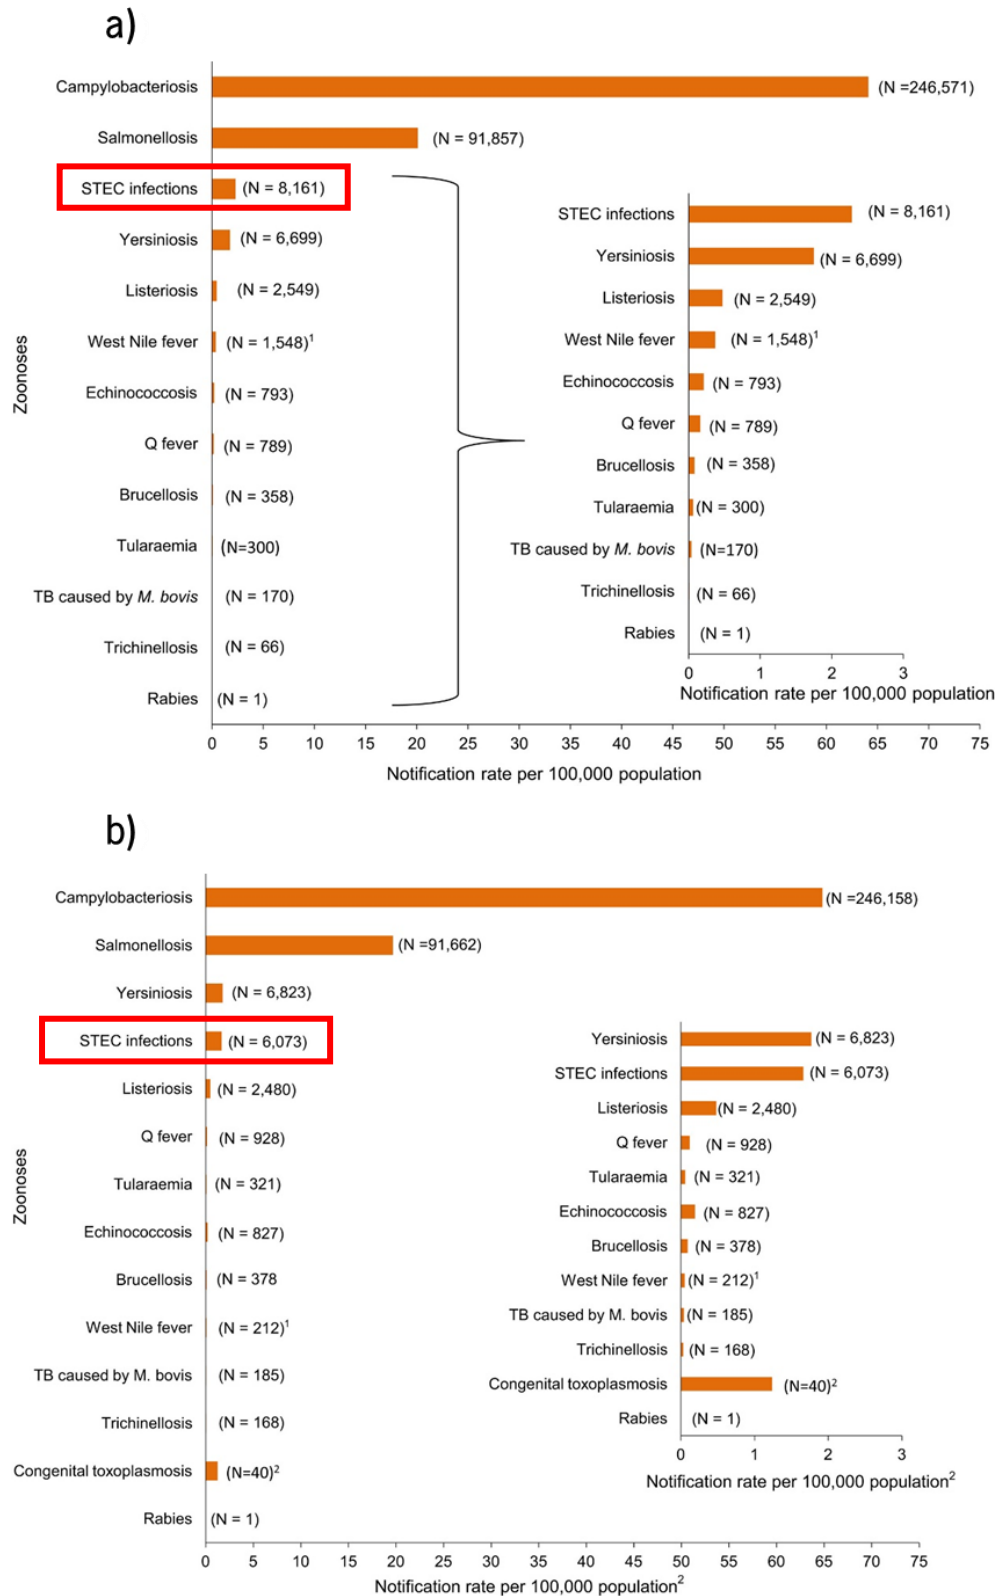 a)
Campylobacteriosis (N =246,571)
Salmonellosis (N = 91,857)
STEC infections (N = 8,161)
Yersiniosis (N = 6,699)
Listeriosis (N = 2,549)
West Nile fever (N = 1,548)¹
Echinococcosis (N = 793)
Q fever (N = 789)
Brucellosis (N = 358)
Tularaemia (N=300)
TB caused by M. bovis (N = 170)
Trichinellosis (N = 66)
Rabies (N = 1)
Zoonoses
0 5 10 15 20 25 30 35 40 45 50 55 60 65 70 75
Notification rate per 100,000 population
STEC infections (N = 8,161)
Yersiniosis (N = 6,699)
Listeriosis (N = 2,549)
West Nile fever (N = 1,548)¹
Echinococcosis (N = 793)
Q fever (N = 789)
Brucellosis (N = 358)
Tularaemia (N = 300)
TB caused by M. bovis (N=170)
Trichinellosis (N = 66)
Rabies (N = 1)
0 1 2 3
Notification rate per 100,000 population
b)
Campylobacteriosis (N =246,158)
Salmonellosis (N =91,662)
Yersiniosis (N = 6,823)
STEC infections (N = 6,073)
Listeriosis (N = 2,480)
Q fever (N = 928)
Tularaemia (N = 321)
Echinococcosis (N = 827)
Brucellosis (N = 378
West Nile fever (N = 212)¹
TB caused by M. bovis (N = 185)
Trichinellosis (N = 168)
Congenital toxoplasmosis (N=40)²
Rabies (N = 1)
Zoonoses
0 5 10 15 20 25 30 35 40 45 50 55 60 65 70 75
Notification rate per 100,000 population²
Yersiniosis (N = 6,823)
STEC infections (N = 6,073)
Listeriosis (N = 2,480)
Q fever (N = 928)
Tularaemia (N = 321)
Echinococcosis (N = 827)
Brucellosis (N = 378)
West Nile fever (N = 212)¹
TB caused by M. bovis (N = 185)
Trichinellosis (N = 168)
Congenital toxoplasmosis (N=40)²
Rabies (N = 1)
0 1 2 3
Notification rate per 100,000 population²